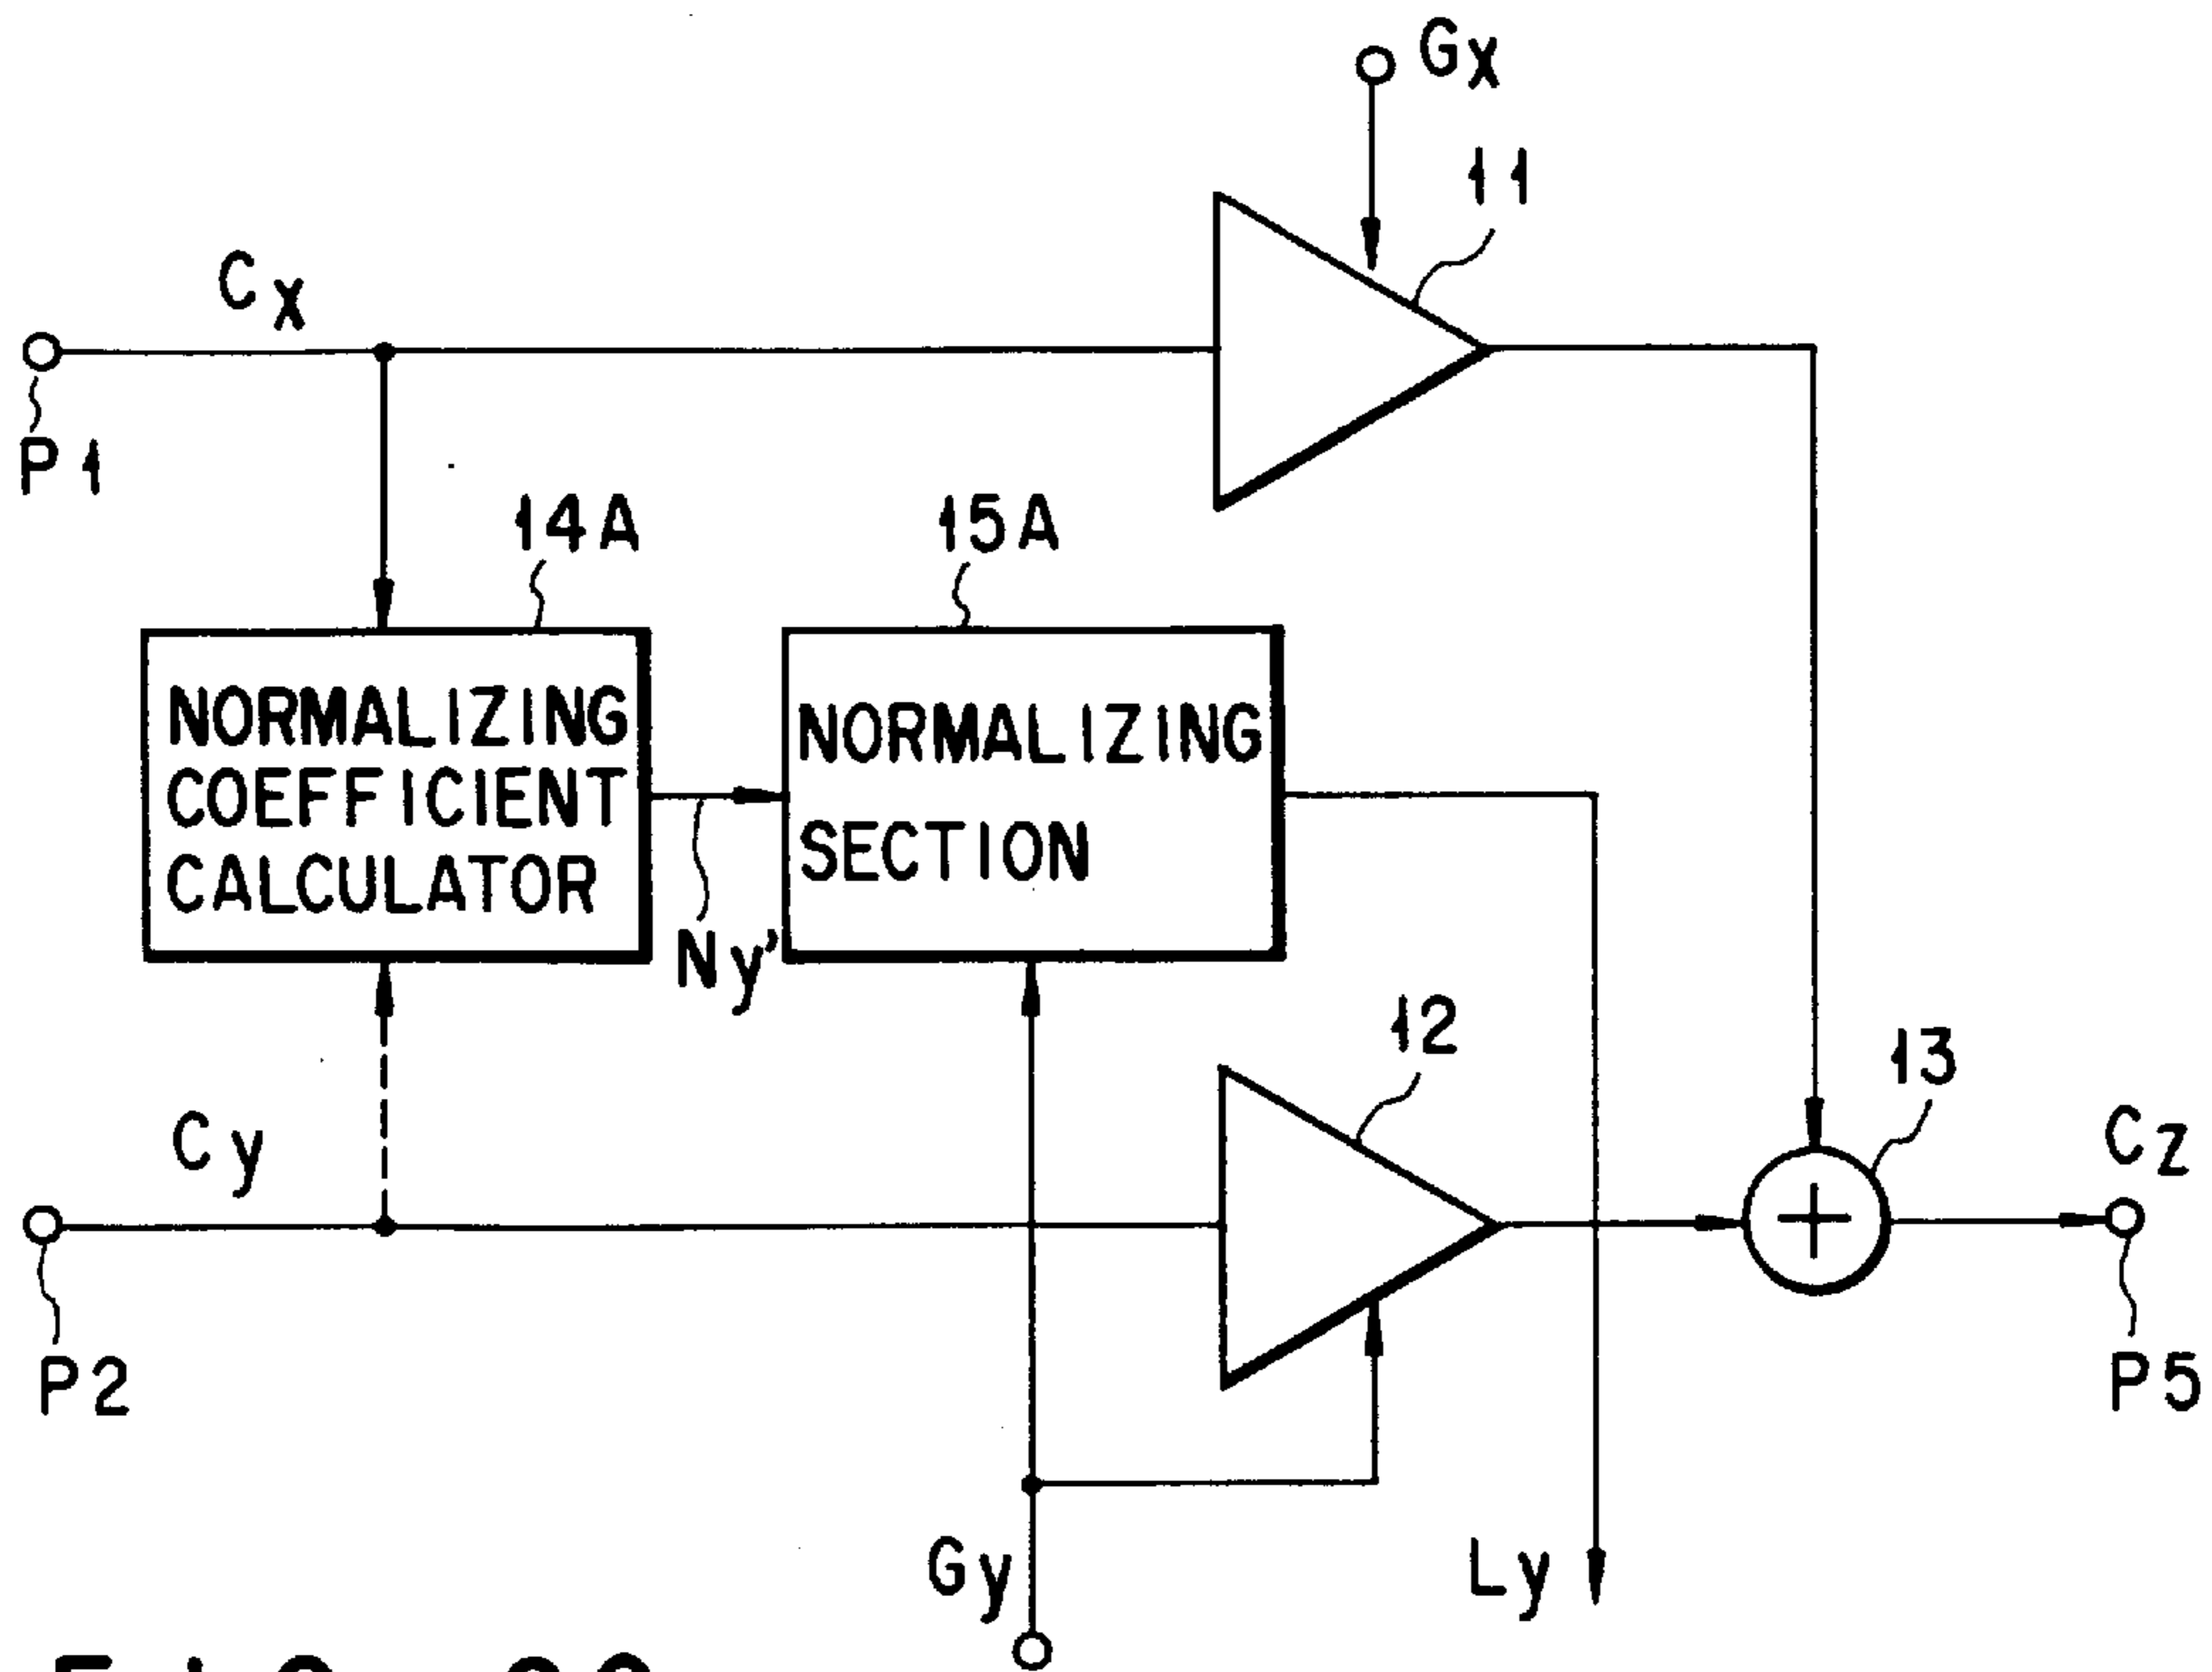 Gx
11
Cx
P1
14A
15A
NORMALIZING
COEFFICIENT
CALCULATOR
NORMALIZING
SECTION
Ny'
12
13
Cy
Cz
P2
P5
Gy
Ly